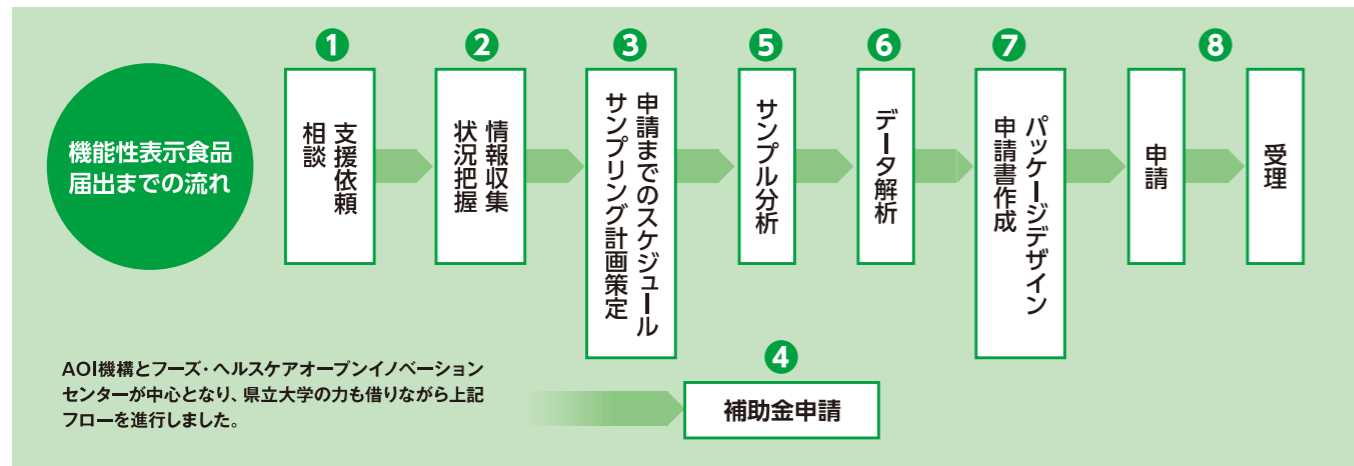 機能性表示食品
届出までの流れ
1
支援依頼
相談
2
情報収集
状況把握
3
申請までのスケジュール
サンプリング計画策定
5
サンプル分析
6
データ解析
7
パッケージデザイン
申請書作成
8
申請
受理
4
補助金申請
AOI機構とフーズ・ヘルスケアオープンイノベーション
センターが中心となり、県立大学の力も借りながら上記
フローを進行しました。